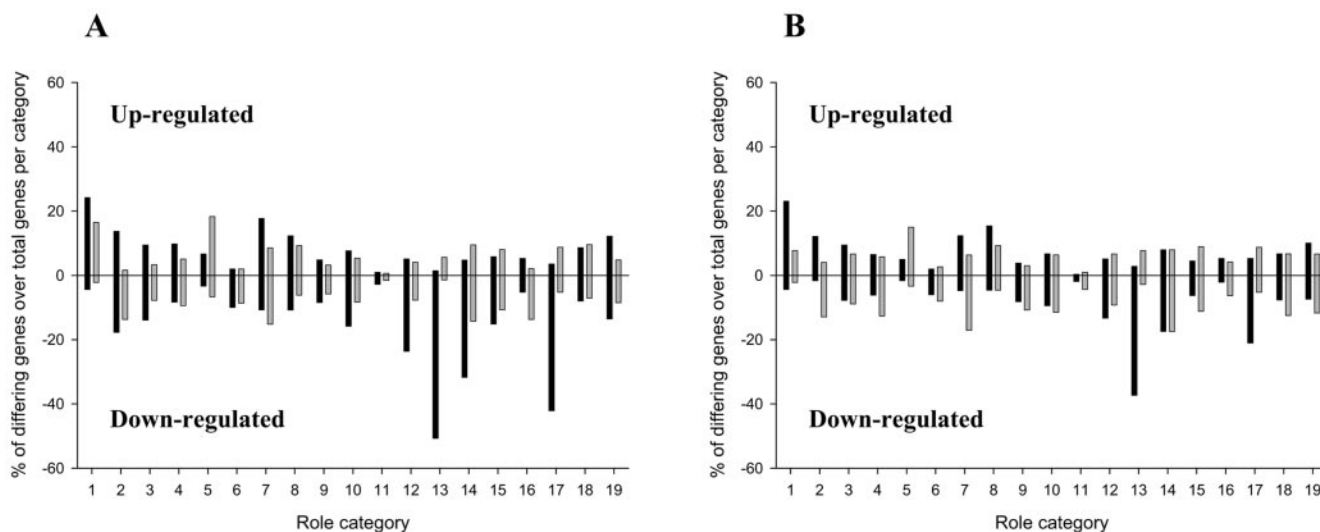 A
% of differing genes over total genes per category
60
40
20
0
-20
-40
-60
Up-regulated
Down-regulated
1 2 3 4 5 6 7 8 9 10 11 12 13 14 15 16 17 18 19
Role category
B
% of differing genes over total genes per category
60
40
20
0
-20
-40
-60
Up-regulated
Down-regulated
1 2 3 4 5 6 7 8 9 10 11 12 13 14 15 16 17 18 19
Role category